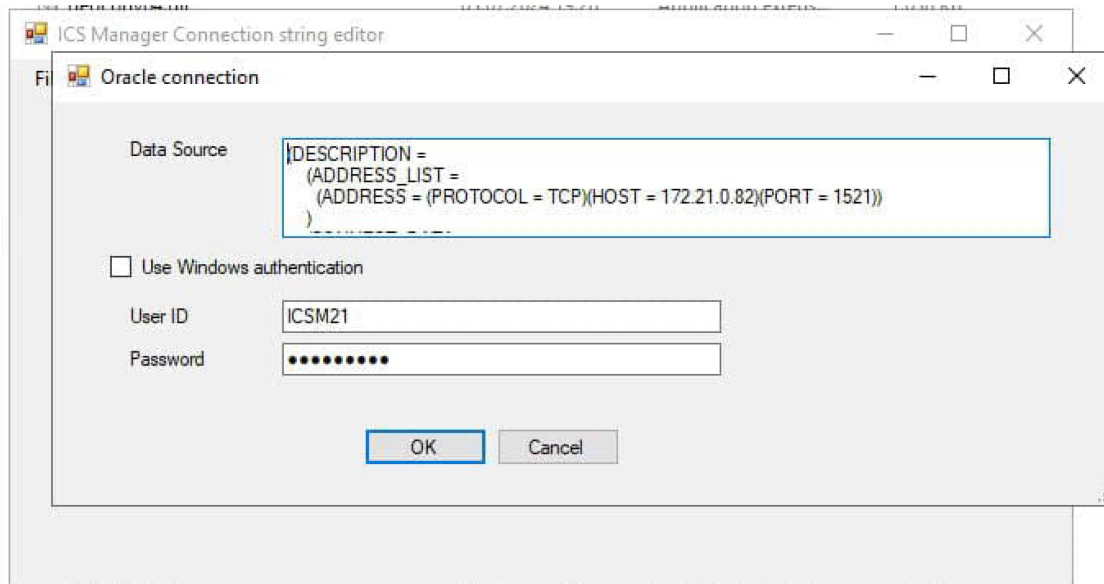 ICS Manager Connection string editor
Fi
Oracle connection
Data Source
(DESCRIPTION =
(ADDRESS_LIST =
(ADDRESS = (PROTOCOL = TCP)(HOST = 172.21.0.82)(PORT = 1521))
)
Use Windows authentication
User ID
ICSM21
Password
●●●●●●●●●
OK
Cancel